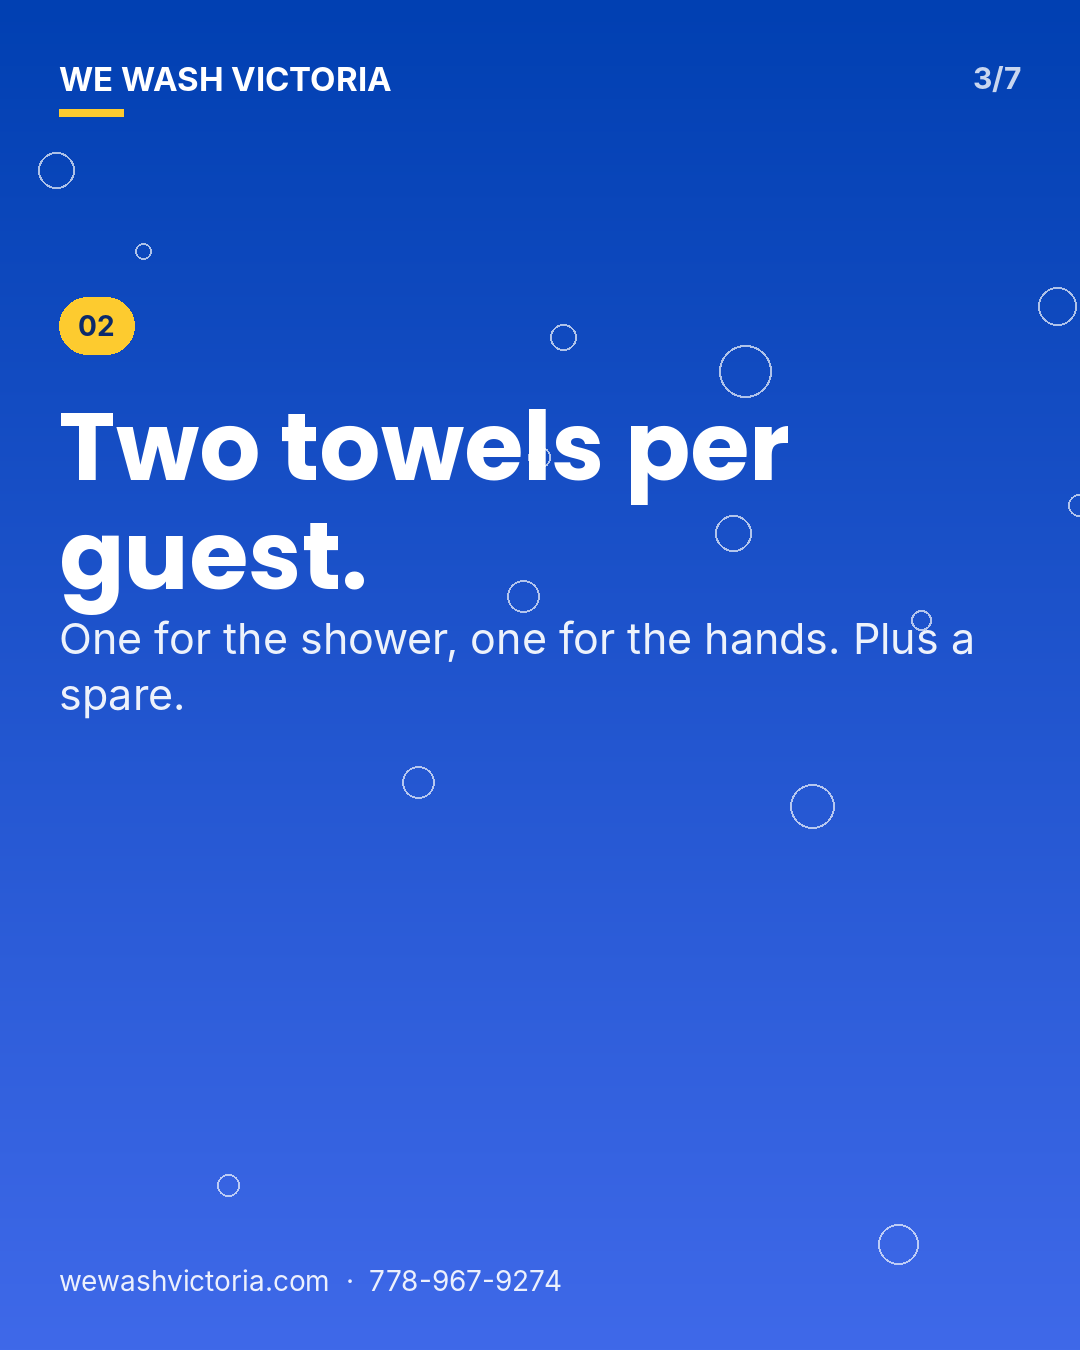 WE WASH VICTORIA
3/7
02
Two towels per
guest.
One for the shower, one for the hands. Plus a
spare.
wewashvictoria.com · 778-967-9274